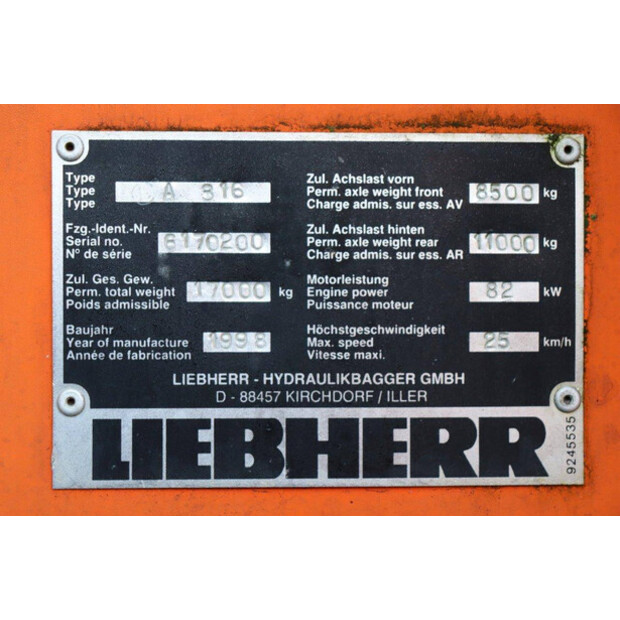 Type
Type A 316
Type
Fzg.-Ident.-Nr.
Serial no. 6170200
N° de série
Zul. Ges. Gew.
Perm. total weight 17000 kg
Poids admissible
Baujahr
Year of manufacture 1998
Année de fabrication
Zul. Achslast vorn
Perm. axle weight front 8500 kg
Charge admis. sur ess. AV
Zul. Achslast hinten
Perm. axle weight rear 11000 kg
Charge admis. sur ess. AR
Motorleistung
Engine power 82 kW
Puissance moteur
Höchstgeschwindigkeit
Max. speed 25 km/h
Vitesse maxi.
LIEBHERR - HYDRAULIKBAGGER GMBH
D - 88457 KIRCHDORF / ILLER
LIEBHERR
9245535